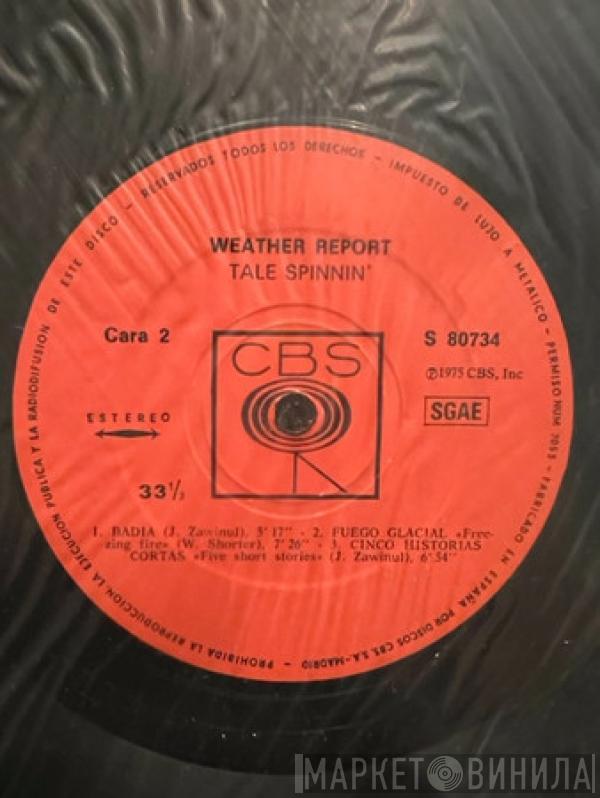 RESERVADOS TODOS LOS DERECHOS - IMPUESTO DE LUJO A METALICO - PERMISO NUM 7053 - FABRICADO EN ESPAÑA POR DISCOS CBS, S.A.-MADRID - PROHIBIDA LA REPRODUCCION, LA EJECUCION PUBLICA Y LA RADIODIFUSION DE ESTE DISCO -
WEATHER REPORT
TALE SPINNIN'
Cara 2
S 80734
CBS
℗ 1975 CBS, Inc
ESTEREO
SGAE
33 1/3
1. BADIA (J. Zawinul), 5'17" - 2. FUEGO GLACIAL «Free-
zing fire» (W. Shorter), 7'26" - 3. CINCO HISTORIAS
CORTAS «Five short stories» (J. Zawinul), 6'54"
МАРКЕТ ВИНИЛА